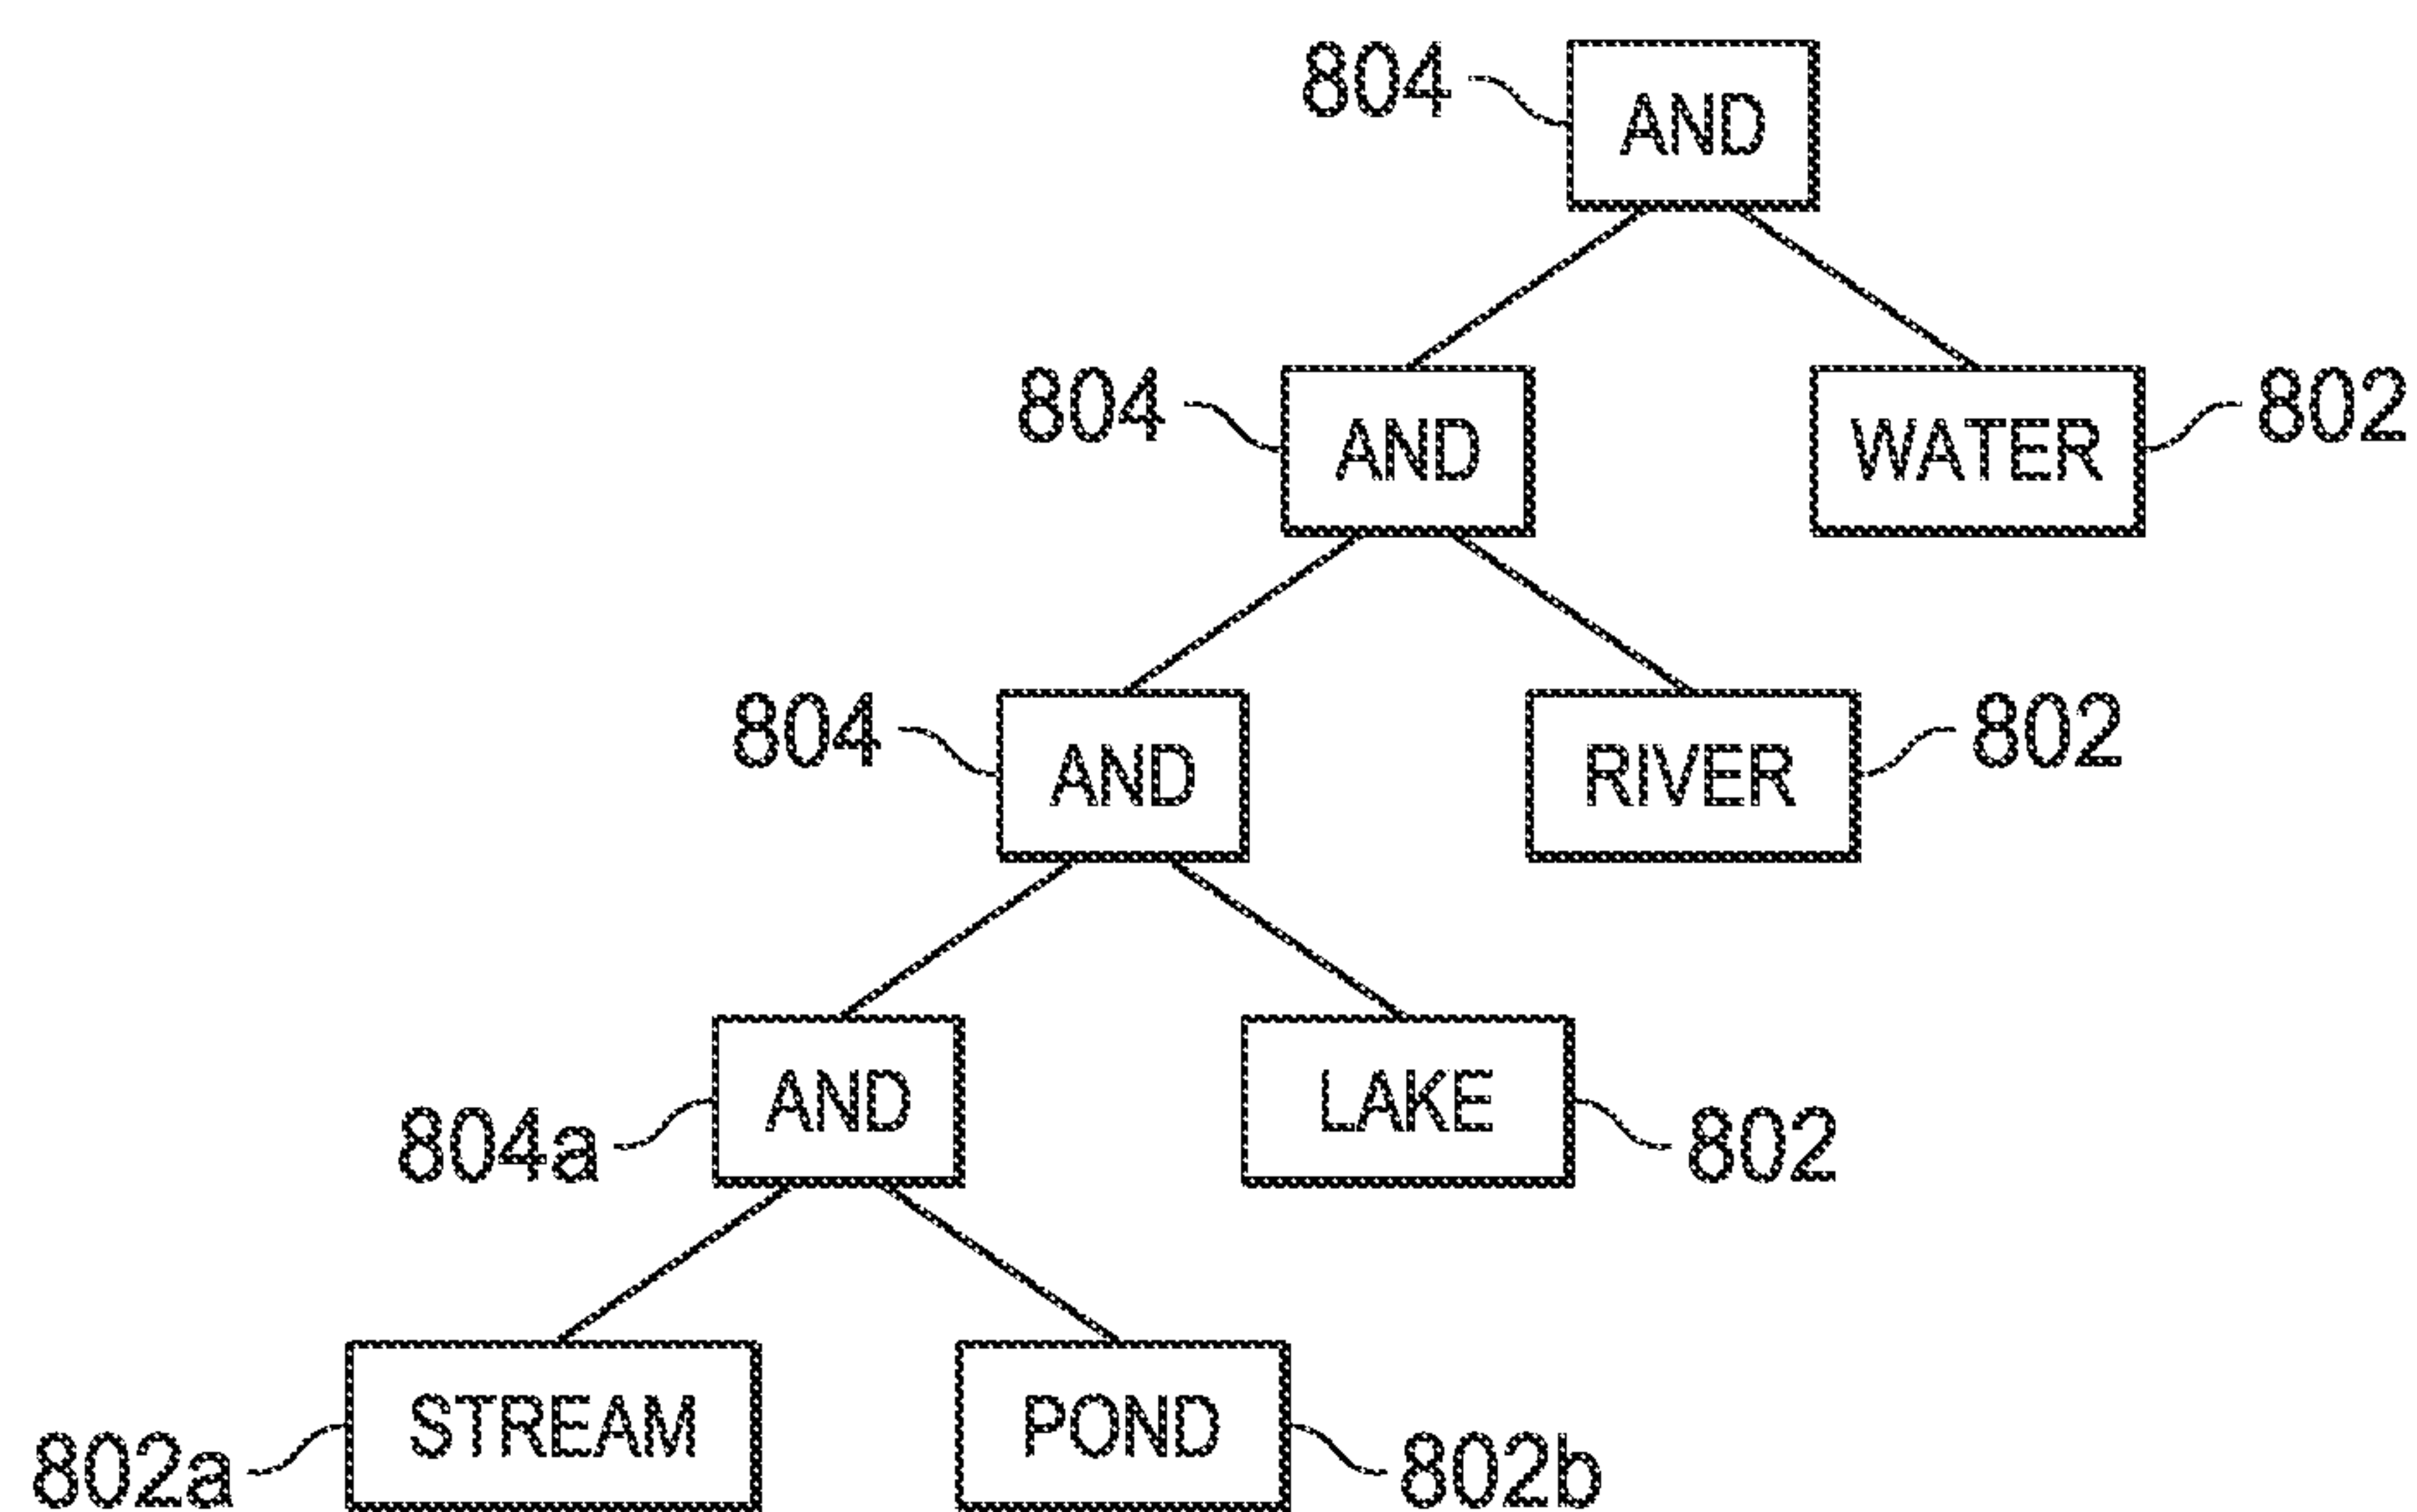 804 AND
804 AND WATER 802
804 AND RIVER 802
804a AND LAKE 802
802a STREAM POND 802b